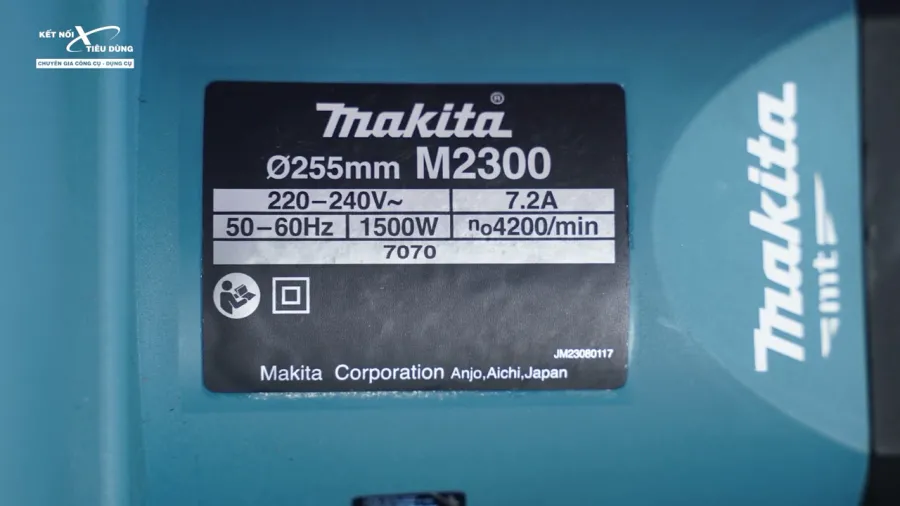 KẾT NỐI
TIÊU DÙNG
CHUYÊN GIA CÔNG CỤ - DỤNG CỤ
makita®
Ø255mm M2300
220-240V~ 7.2A
50-60Hz 1500W n₀4200/min
7070
JM23080117
Makita Corporation Anjo,Aichi,Japan
makita
mt